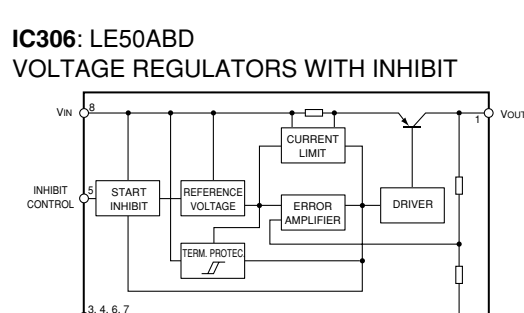 IC306: LE50ABD
VOLTAGE REGULATORS WITH INHIBIT
VIN
8
1
VOUT
CURRENT
LIMIT
INHIBIT
CONTROL
5
START
INHIBIT
REFERENCE
VOLTAGE
ERROR
AMPLIFIER
DRIVER
TERM. PROTEC.
3, 4, 6, 7